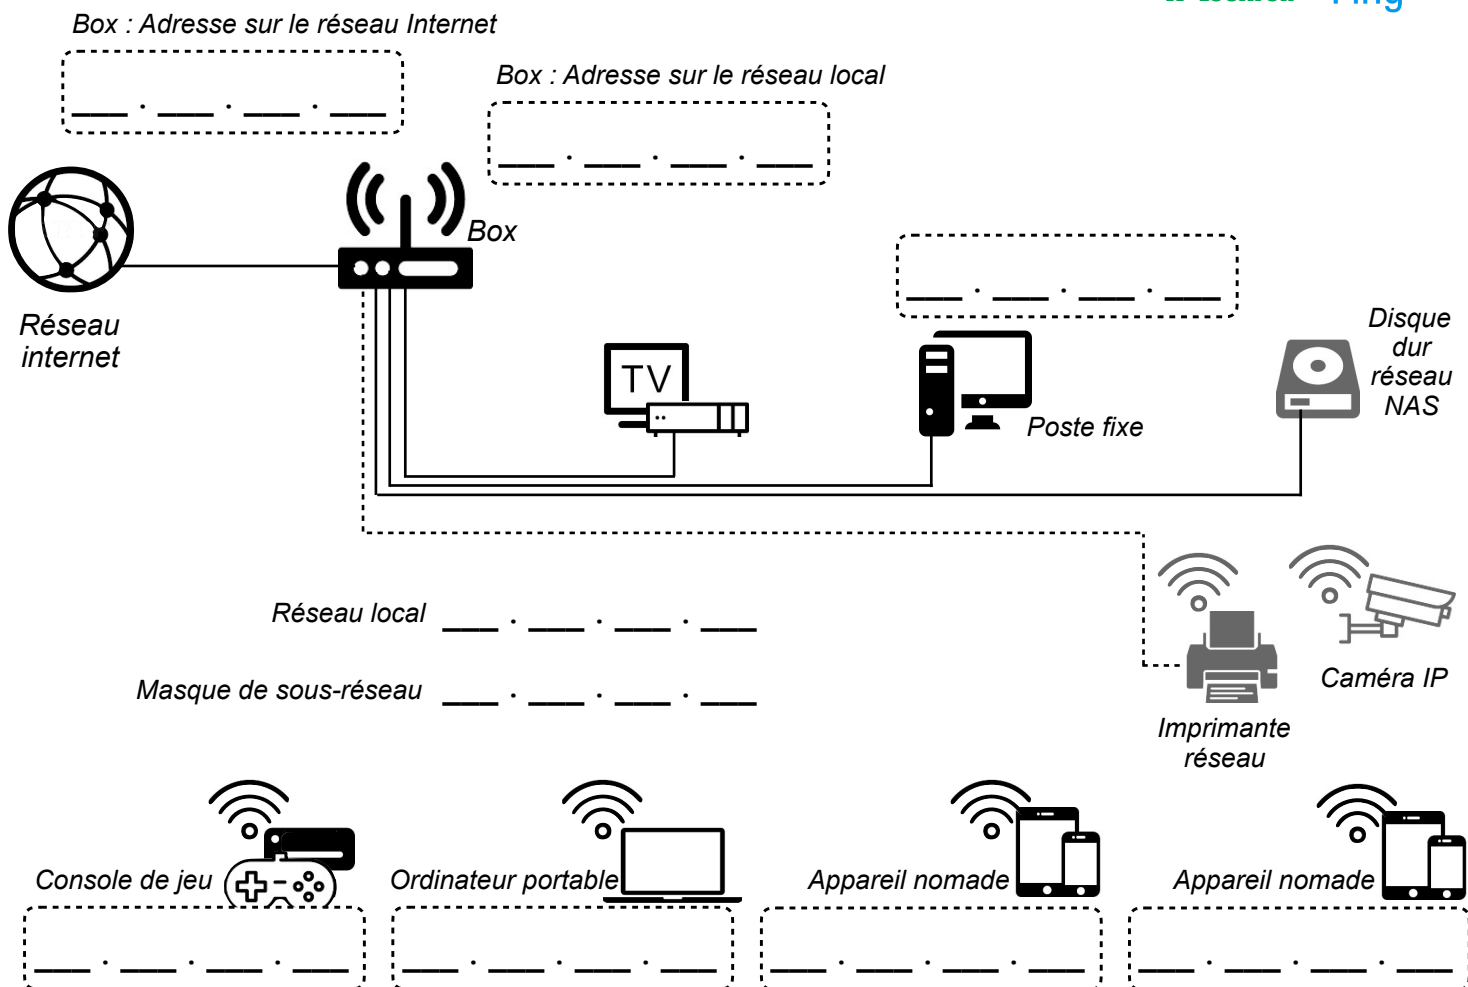 Ping
Box : Adresse sur le réseau Internet
___ . ___ . ___ . ___
Box : Adresse sur le réseau local
___ . ___ . ___ . ___
Box
___ . ___ . ___ . ___
Réseau
internet
Disque
dur
réseau
NAS
TV
Poste fixe
Réseau local ___ . ___ . ___ . ___
Masque de sous-réseau ___ . ___ . ___ . ___
Caméra IP
Imprimante
réseau
Console de jeu
Ordinateur portable
Appareil nomade
Appareil nomade
___ . ___ . ___ . ___
___ . ___ . ___ . ___
___ . ___ . ___ . ___
___ . ___ . ___ . ___